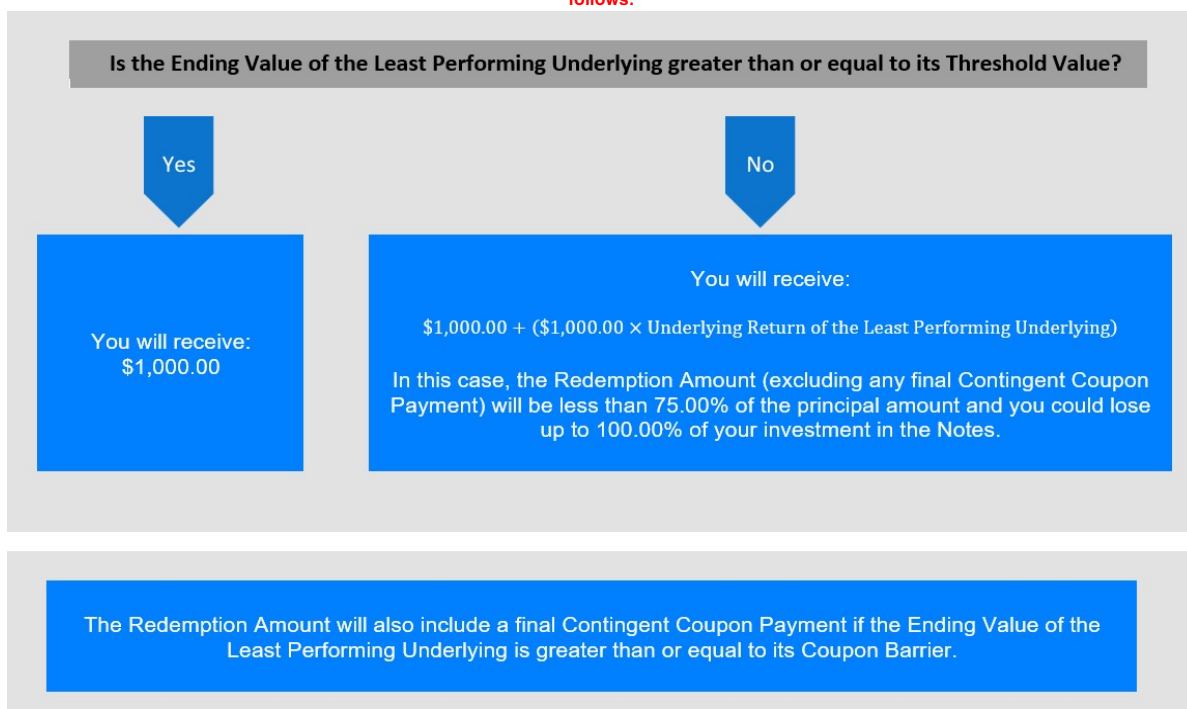 follows:
Is the Ending Value of the Least Performing Underlying greater than or equal to its Threshold Value?
Yes
No
You will receive:
$1,000.00
You will receive:
$1,000.00 + ($1,000.00 × Underlying Return of the Least Performing Underlying)
In this case, the Redemption Amount (excluding any final Contingent Coupon
Payment) will be less than 75.00% of the principal amount and you could lose
up to 100.00% of your investment in the Notes.
The Redemption Amount will also include a final Contingent Coupon Payment if the Ending Value of the
Least Performing Underlying is greater than or equal to its Coupon Barrier.